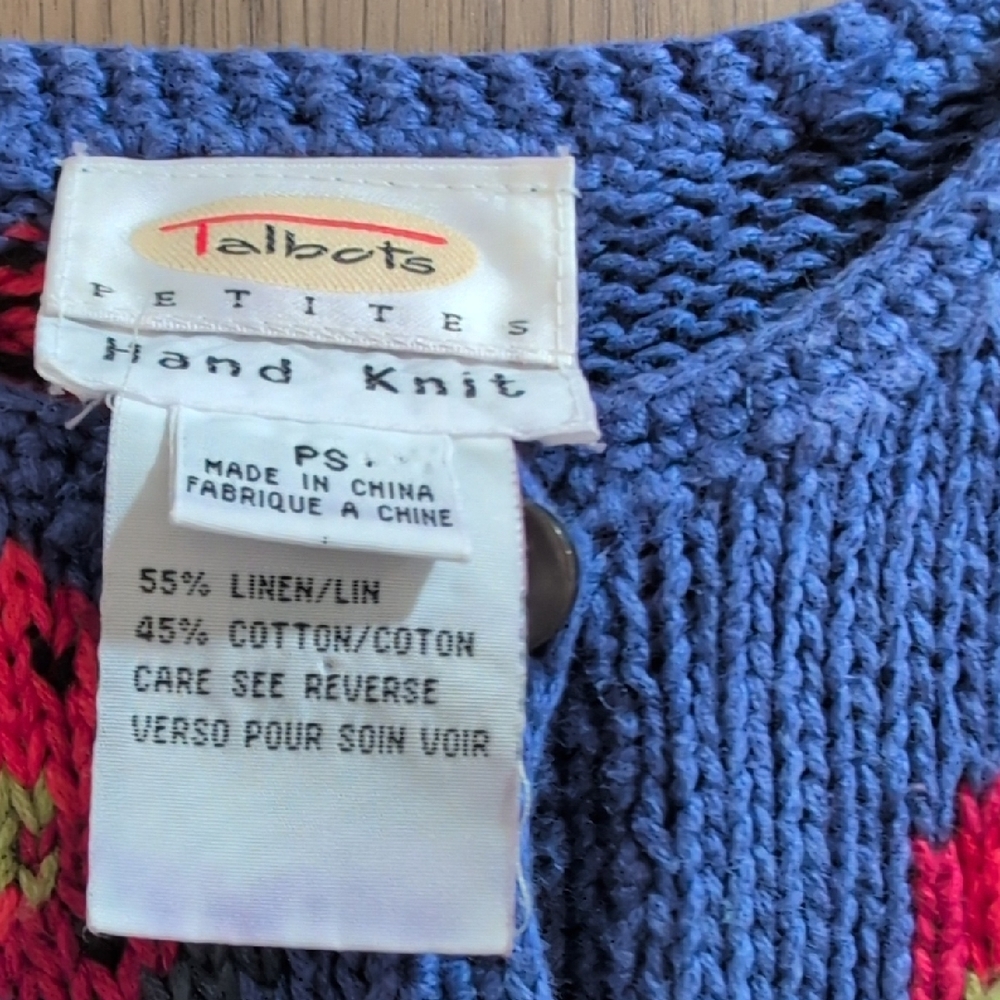 Talbots
PETITES
Hand Knit
PS
MADE IN CHINA
FABRIQUE A CHINE
55% LINEN/LIN
45% COTTON/COTON
CARE SEE REVERSE
VERSO POUR SOIN VOIR